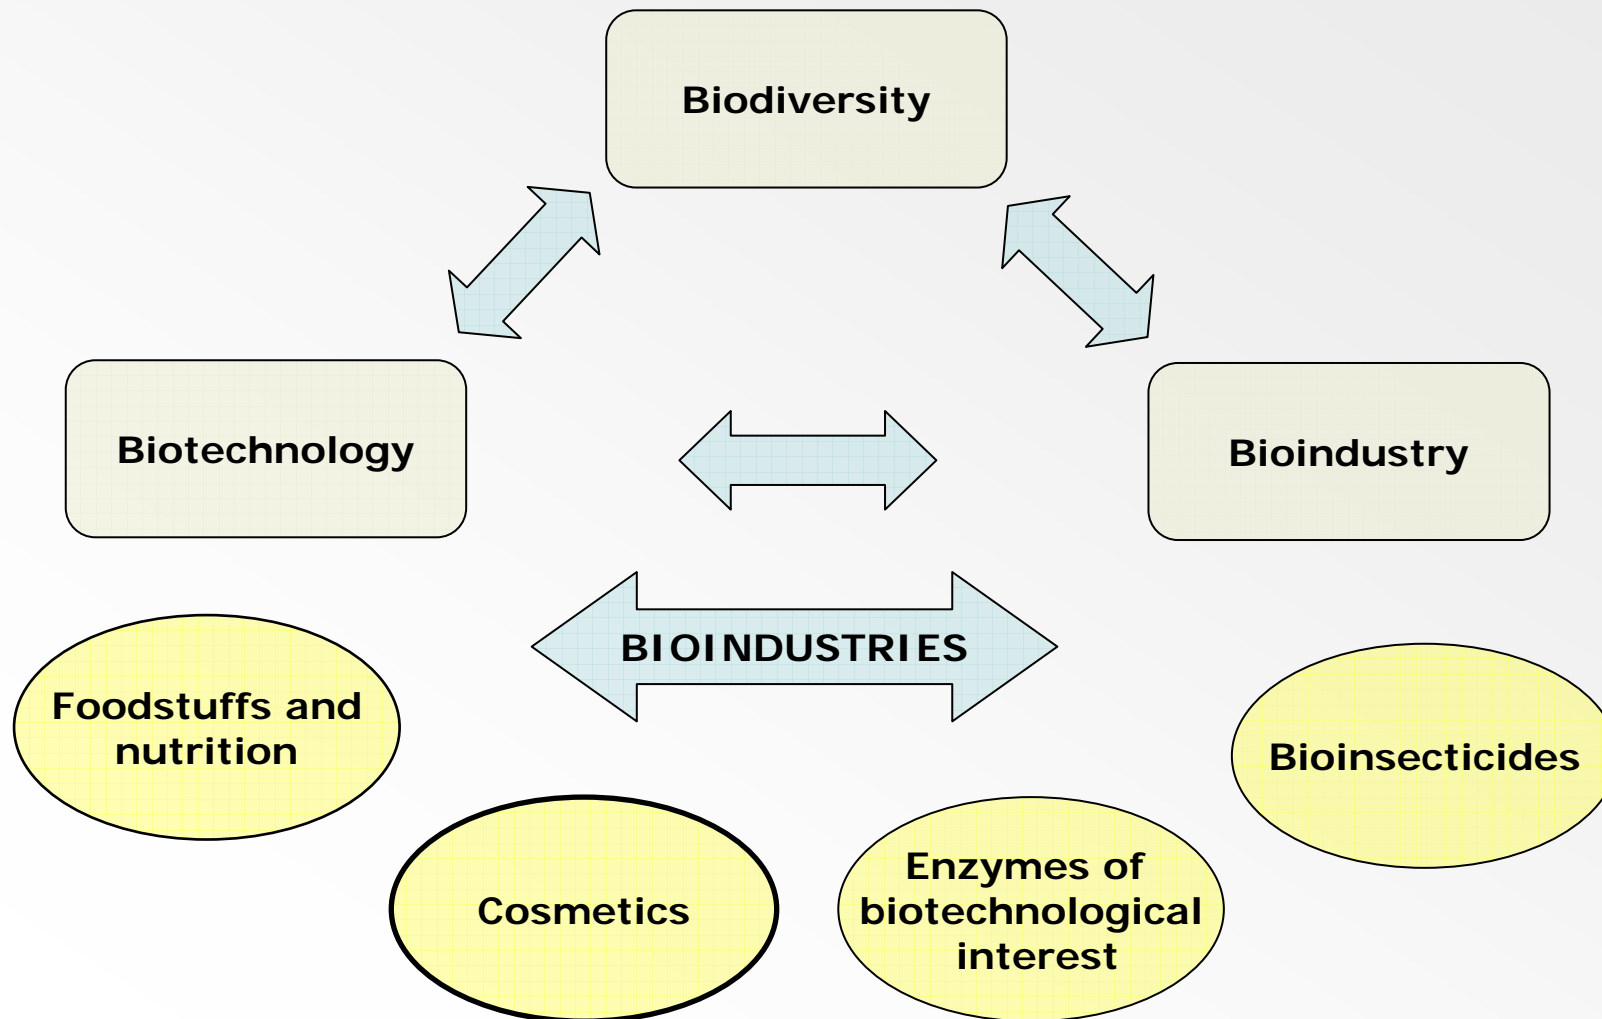 Biodiversity
Biotechnology
Bioindustry
BIOINDUSTRIES
Foodstuffs and
nutrition
Bioinsecticides
Cosmetics
Enzymes of
biotechnological
interest